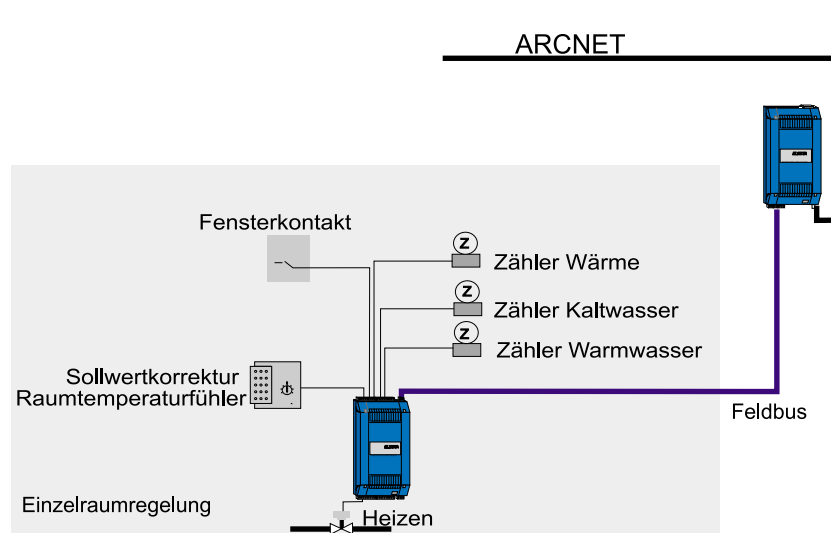 ARCNET
Fensterkontakt
Z
Zähler Wärme
Z
Zähler Kaltwasser
Z
Zähler Warmwasser
Sollwertkorrektur
Raumtemperaturfühler
Feldbus
Einzelraumregelung
Heizen